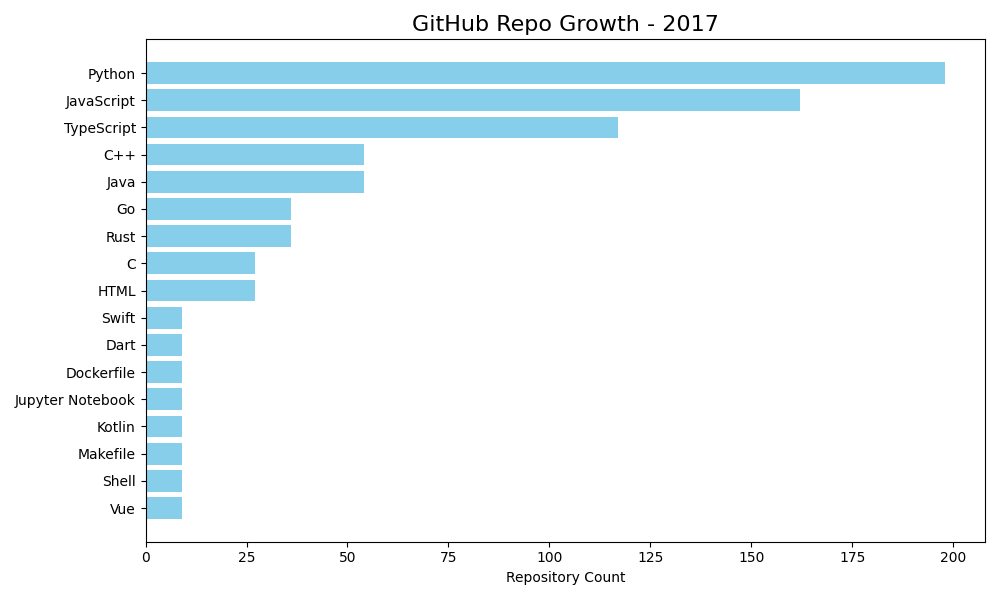 GitHub Repo Growth - 2017
Python
JavaScript
TypeScript
C++
Java
Go
Rust
C
HTML
Swift
Dart
Dockerfile
Jupyter Notebook
Kotlin
Makefile
Shell
Vue
0 25 50 75 100 125 150 175 200
Repository Count